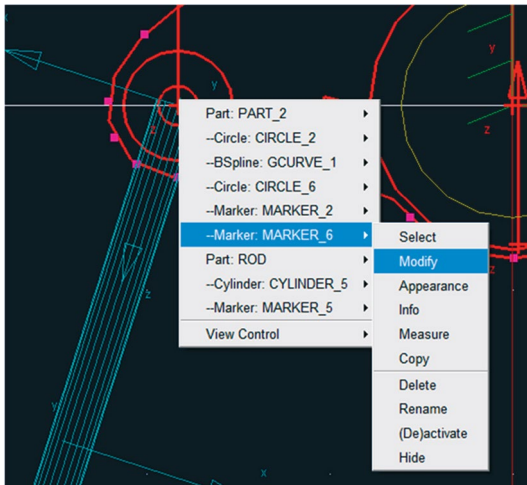 y
y
z
z
Part: PART_2
--Circle: CIRCLE_2
--BSpline: GCURVE_1
--Circle: CIRCLE_6
--Marker: MARKER_2
--Marker: MARKER_6
Part: ROD
--Cylinder: CYLINDER_5
--Marker: MARKER_5
View Control
Select
Modify
Appearance
Info
Measure
Copy
Delete
Rename
(De)activate
Hide
z
z
y
x